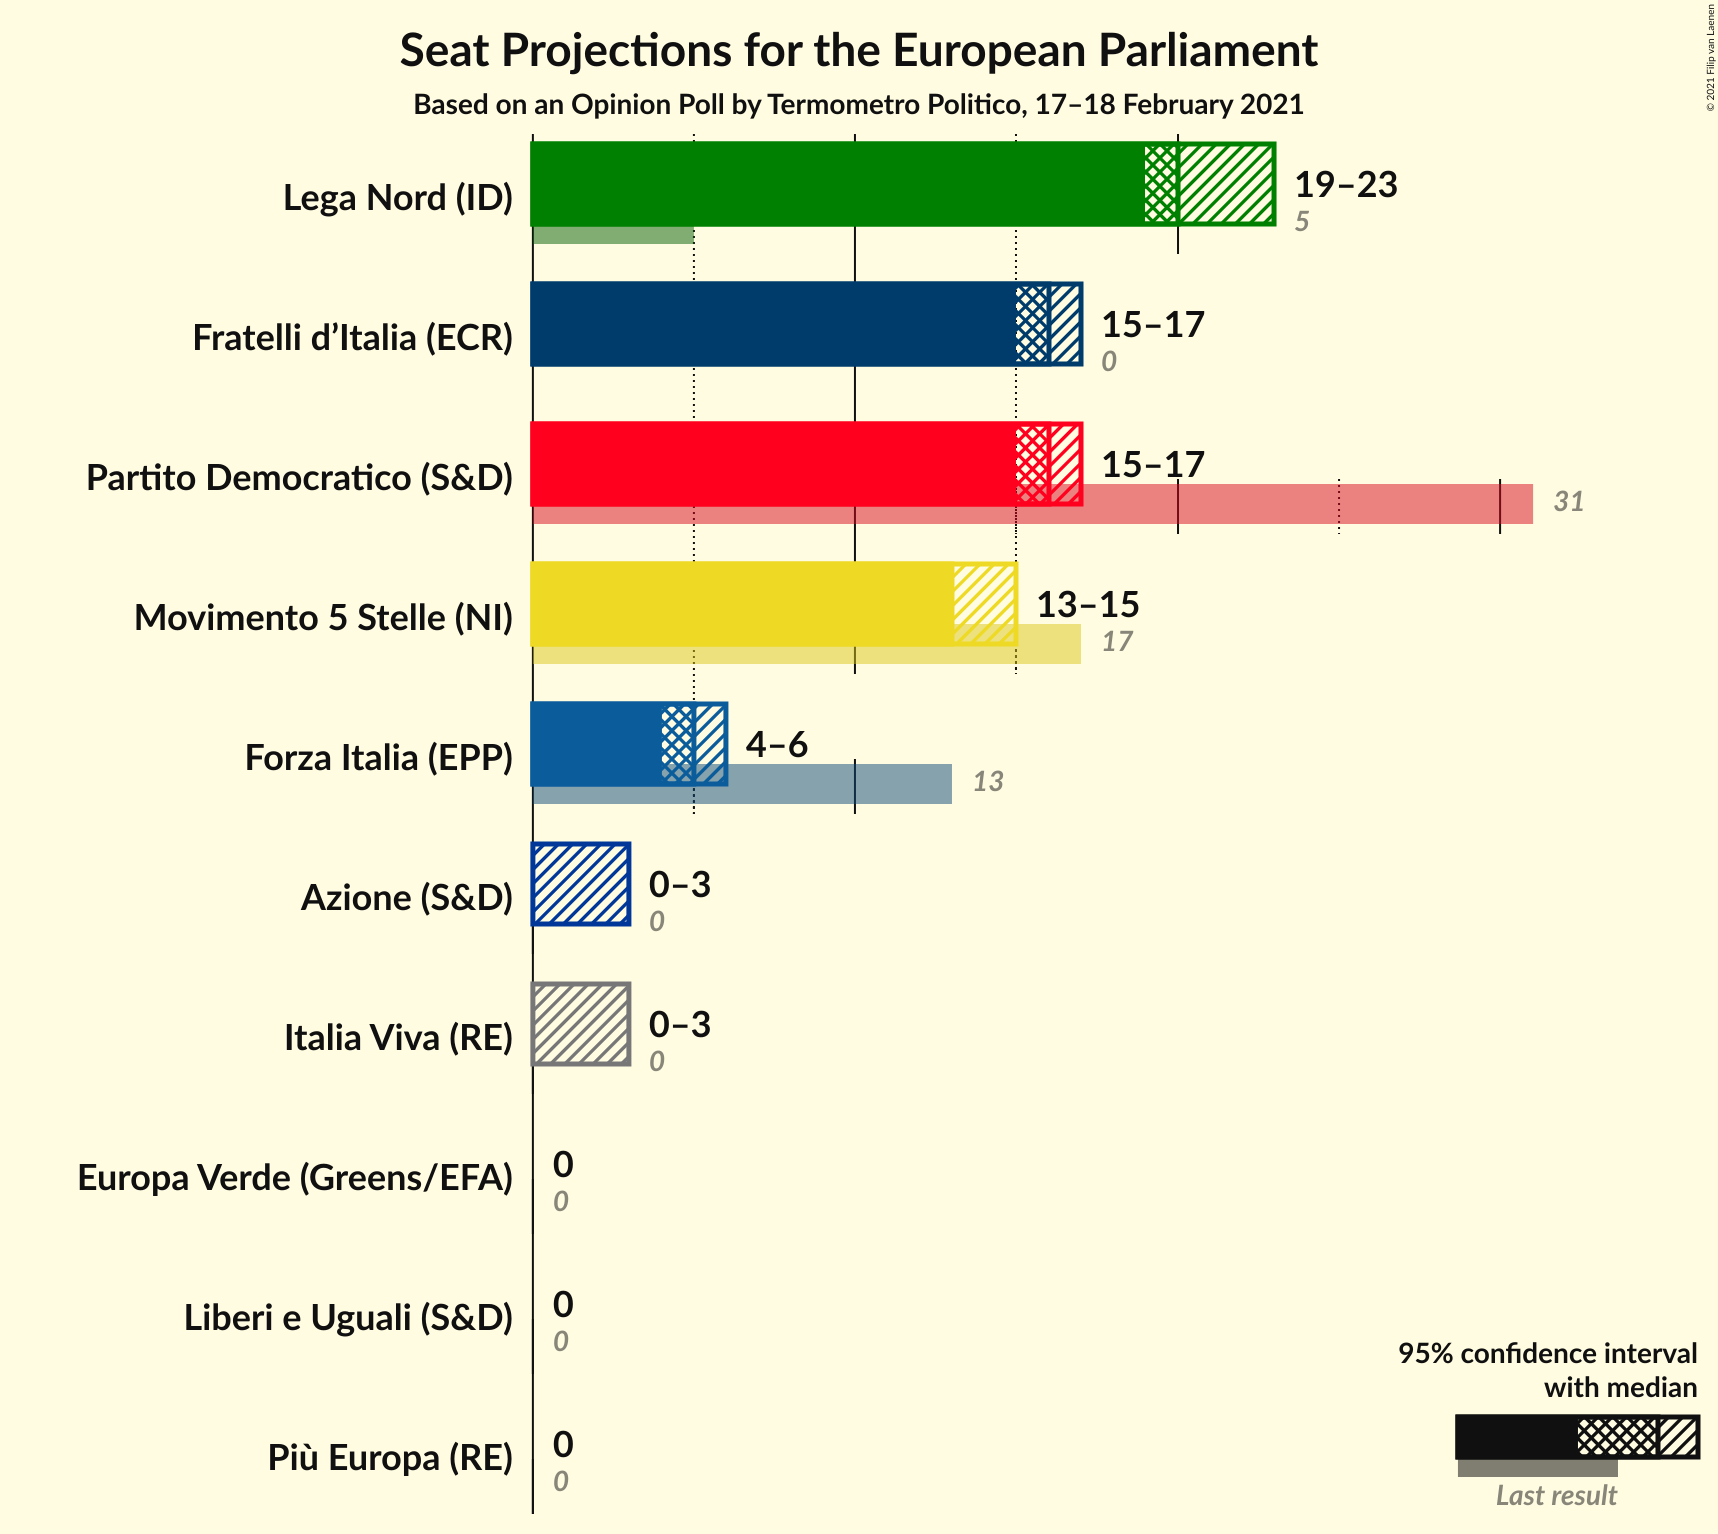 Seat Projections for the European Parliament
Based on an Opinion Poll by Termometro Politico, 17–18 February 2021
© 2021 Filip van Laenen
Lega Nord (ID)
19–23
5
Fratelli d’Italia (ECR)
15–17
0
Partito Democratico (S&D)
15–17
31
Movimento 5 Stelle (NI)
13–15
17
Forza Italia (EPP)
4–6
13
Azione (S&D)
0–3
0
Italia Viva (RE)
0–3
0
Europa Verde (Greens/EFA)
0
0
Liberi e Uguali (S&D)
0
0
Più Europa (RE)
0
0
95% confidence interval
with median
Last result